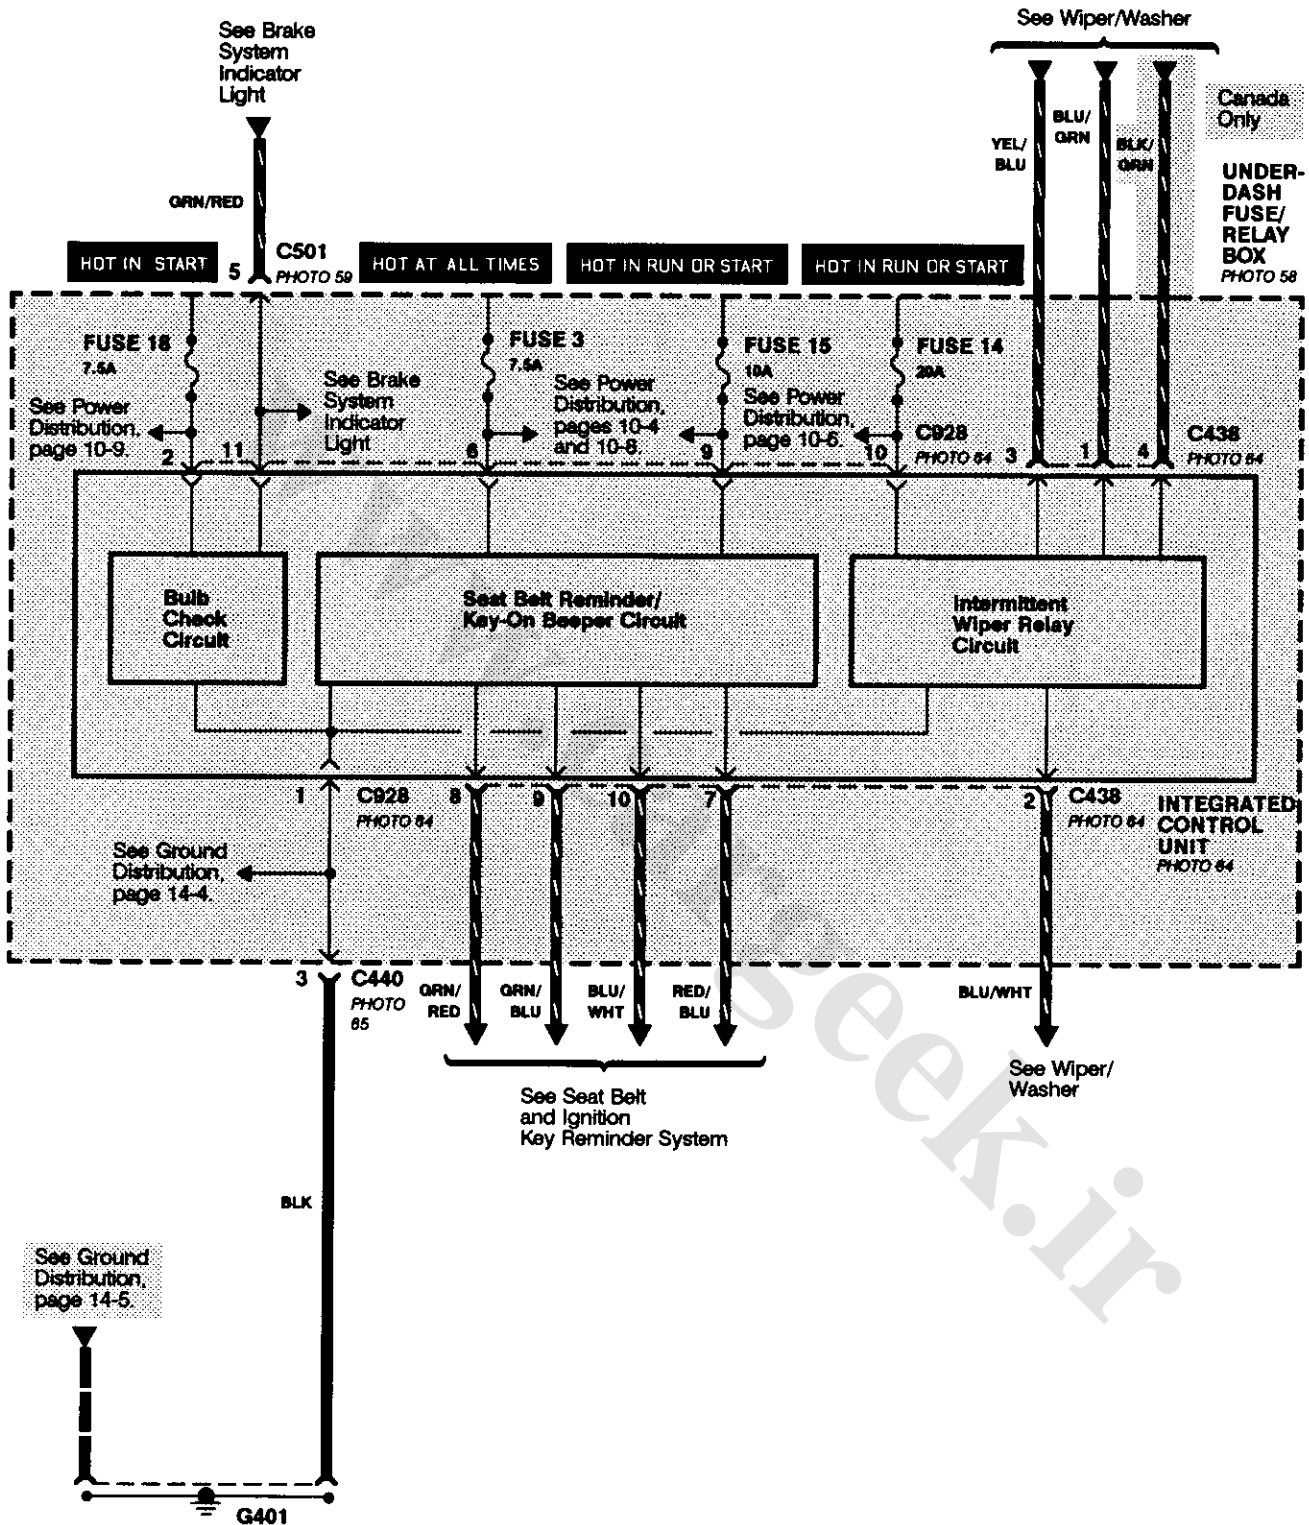 See Wiper/Washer
See Brake
System
Indicator
Light
Canada
Only
BLU/
GRN
YEL/
BLU
BLK/
GRN
UNDER-
DASH
FUSE/
RELAY
BOX
PHOTO 58
GRN/RED
HOT IN START
5
C501
PHOTO 59
HOT AT ALL TIMES
HOT IN RUN OR START
HOT IN RUN OR START
FUSE 18
7.5A
FUSE 3
7.5A
FUSE 15
10A
FUSE 14
20A
See Power
Distribution,
page 10-9.
See Brake
System
Indicator
Light
See Power
Distribution,
pages 10-4
and 10-8.
See Power
Distribution,
page 10-6.
2
11
6
9
10
C928
PHOTO 64
3
1
4
C438
PHOTO 64
Bulb
Check
Circuit
Seat Belt Reminder/
Key-On Beeper Circuit
Intermittent
Wiper Relay
Circuit
1
C928
PHOTO 64
8
9
10
7
2
C438
PHOTO 64
INTEGRATED
CONTROL
UNIT
PHOTO 64
See Ground
Distribution,
page 14-4.
3
C440
PHOTO
65
GRN/
RED
GRN/
BLU
BLU/
WHT
RED/
BLU
BLU/WHT
See Seat Belt
and Ignition
Key Reminder System
See Wiper/
Washer
BLK
See Ground
Distribution,
page 14-5.
G401